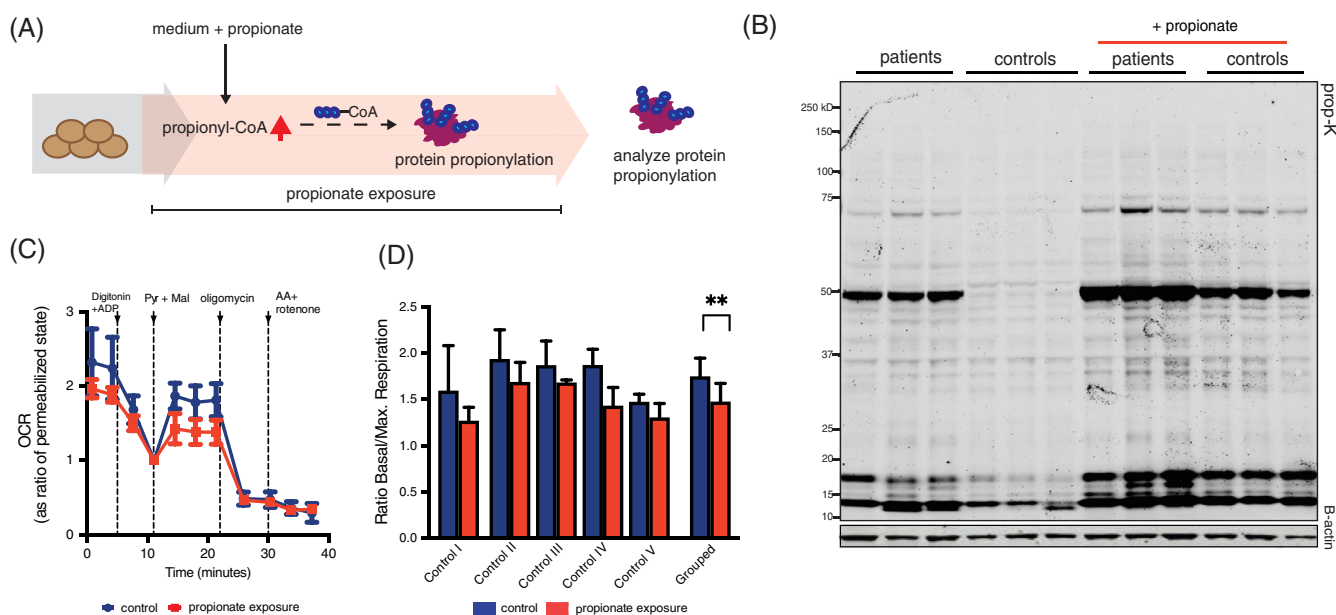 (A)
medium + propionate
propionyl-CoA
CoA
protein propionylation
analyze protein
propionylation
propionate exposure
(B)
+ propionate
patients
controls
patients
controls
250 kD
150
100
75
50
37
25
20
15
10
prop-K
B-actin
(C)
Digitonin
+ADP
Pyr + Mal
oligomycin
AA+
rotenone
OCR
(as ratio of permeabilized state)
3
2
1
0
0
10
20
30
40
Time (minutes)
control
propionate exposure
(D)
Ratio Basal/Max. Respiration
2.5
2.0
1.5
1.0
0.5
0.0
**
Control I
Control II
Control III
Control IV
Control V
Grouped
control
propionate exposure